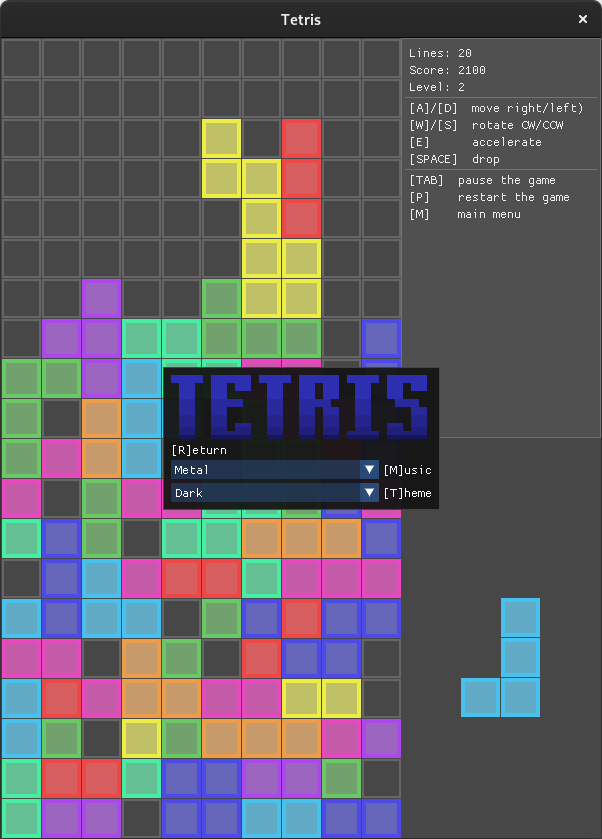 Tetris
Lines: 20
Score: 2100
Level: 2
[A]/[D]  move right/left)
[W]/[S]  rotate CW/CCW
[E]      accelerate
[SPACE]  drop
[TAB]  pause the game
[P]    restart the game
[M]    main menu
TETRIS
[R]eturn
Metal [M]usic
Dark [T]heme